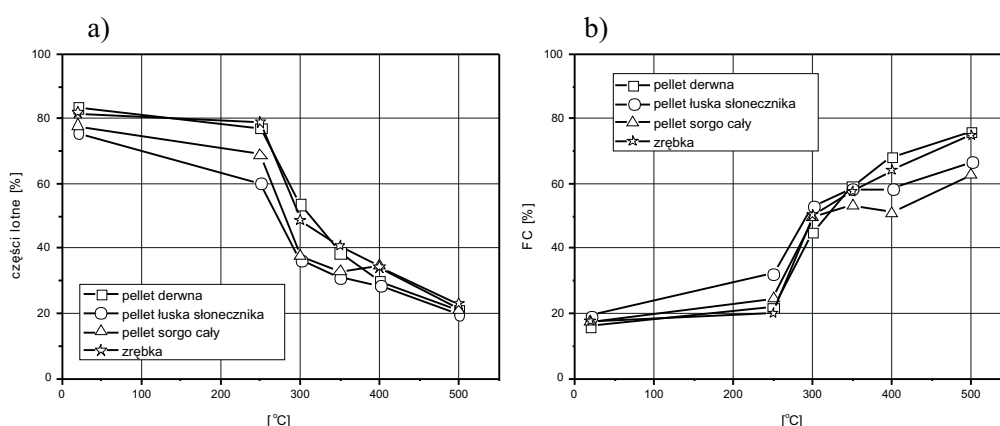 a)
100
80
60
40
20
0
części lotne [%]
pellet derwna
pellet łuska słonecznika
pellet sorgo cały
zrębka
0 100 200 300 400 500
[°C]
b)
100
80
60
40
20
0
FC [%]
pellet derwna
pellet łuska słonecznika
pellet sorgo cały
zrębka
0 100 200 300 400 500
[°C]